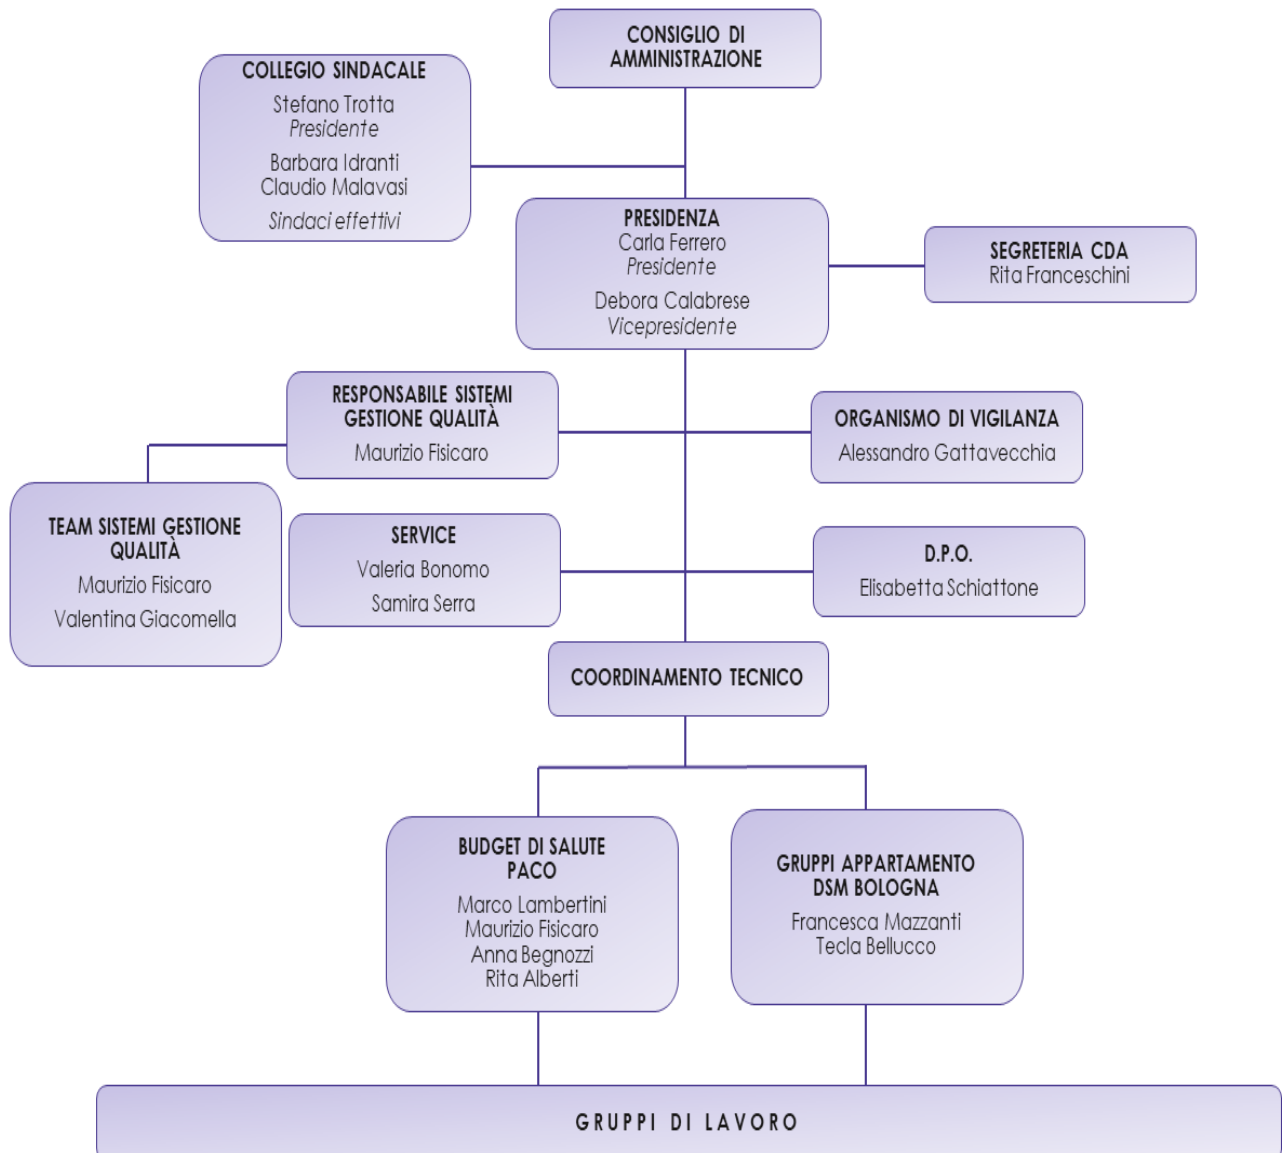 CONSIGLIO DI
AMMINISTRAZIONE
COLLEGIO SINDACALE
Stefano Trotta
Presidente
Barbara Idranti
Claudio Malavasi
Sindaci effettivi
PRESIDENZA
Carla Ferrero
Presidente
Debora Calabrese
Vicepresidente
SEGRETERIA CDA
Rita Franceschini
RESPONSABILE SISTEMI
GESTIONE QUALITÀ
Maurizio Fisicaro
ORGANISMO DI VIGILANZA
Alessandro Gattavecchia
TEAM SISTEMI GESTIONE
QUALITÀ
Maurizio Fisicaro
Valentina Giacomella
SERVICE
Valeria Bonomo
Samira Serra
D.P.O.
Elisabetta Schiattone
COORDINAMENTO TECNICO
BUDGET DI SALUTE
PACO
Marco Lambertini
Maurizio Fisicaro
Anna Begnozzi
Rita Alberti
GRUPPI APPARTAMENTO
DSM BOLOGNA
Francesca Mazzanti
Tecla Bellucco
GRUPPI DI LAVORO